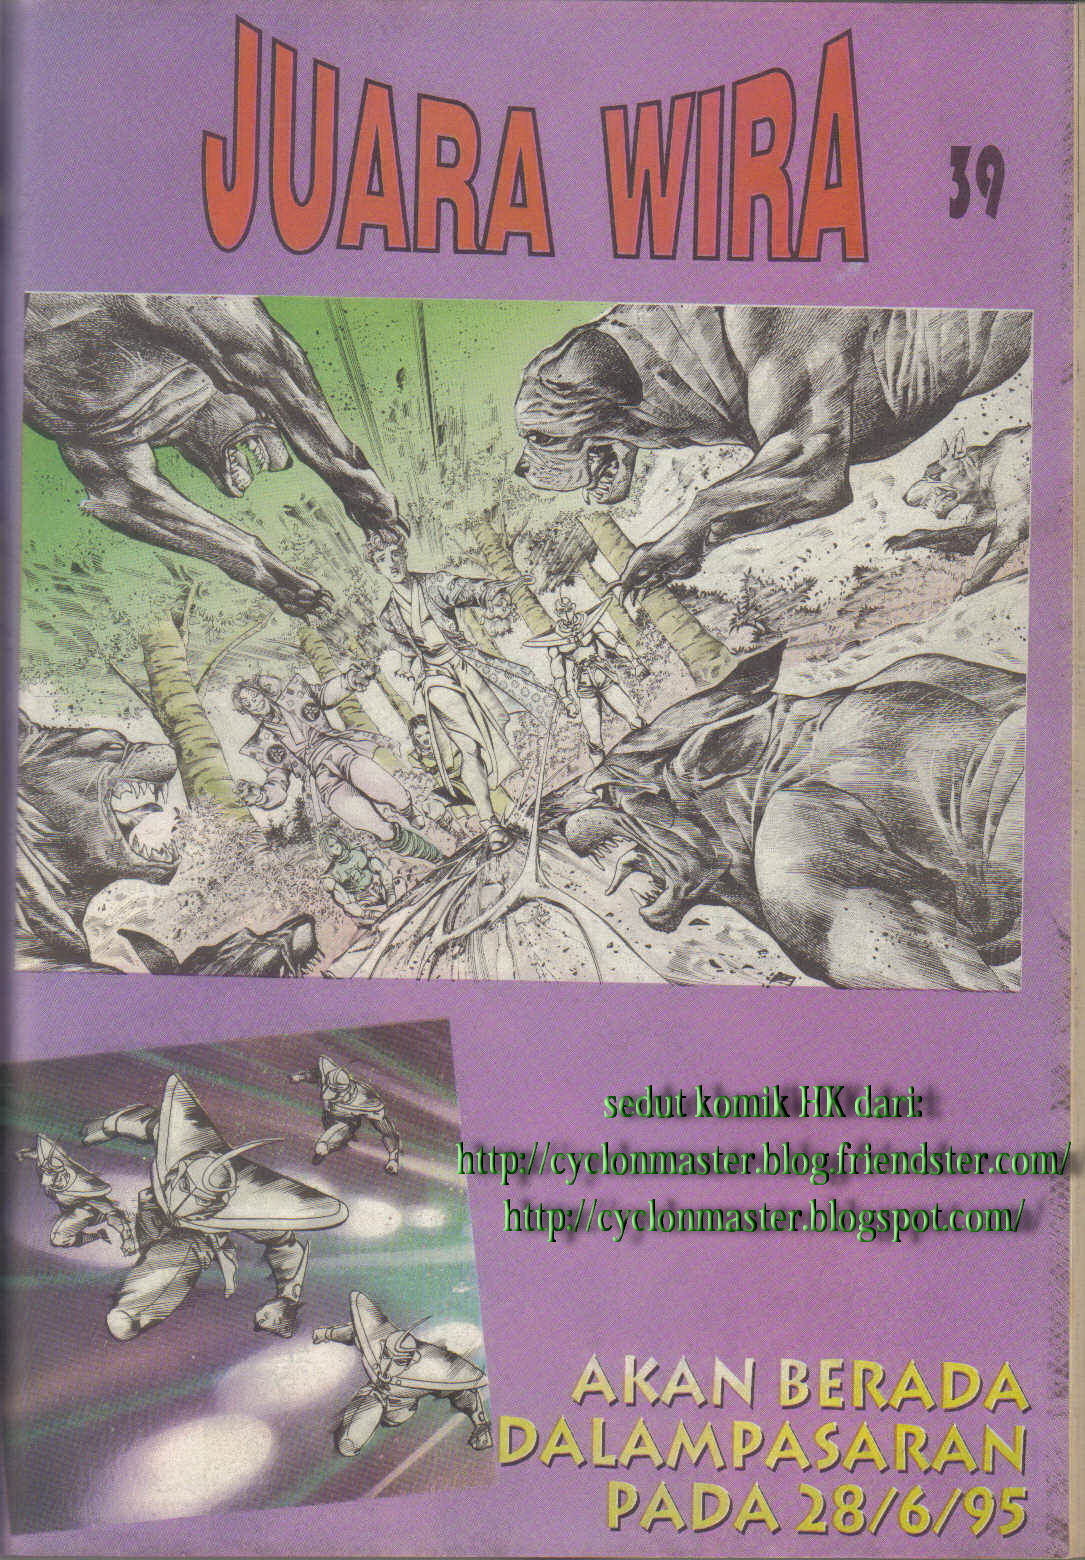 JUARA WIRA
39
sedut komik HK dari:
http://cyclonmaster.blog.friendster.com/
http://cyclonmaster.blogspot.com/
AKAN BERADA
DALAMPASARAN
PADA 28/6/95